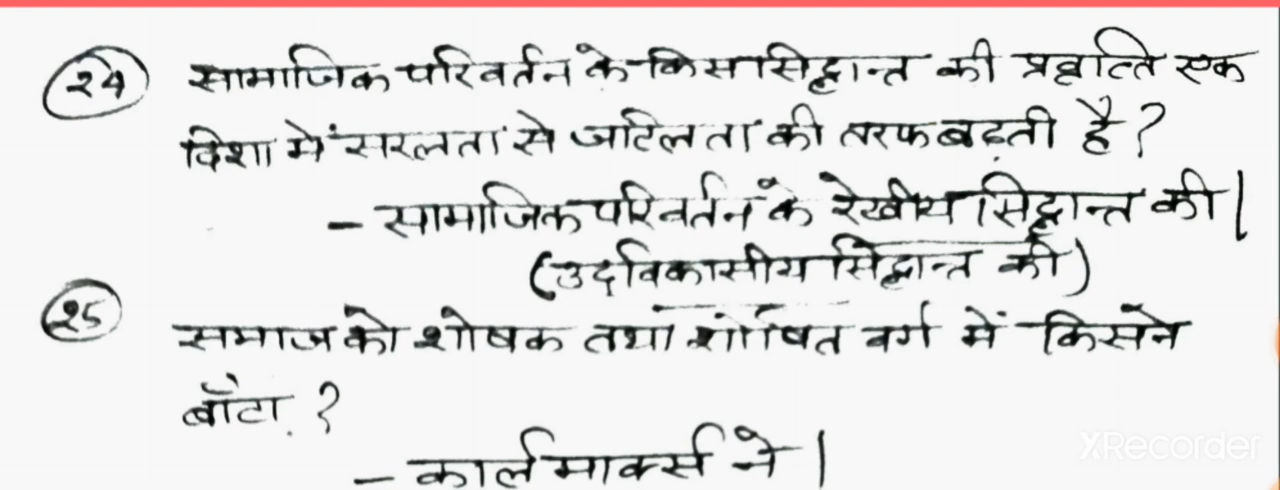 २४ सामाजिक परिवर्तन के किस सिद्धान्त की प्रवृत्ति एक
दिशा में सरलता से जटिलता की तरफ बढ़ती है?
- सामाजिक परिवर्तन के रेखीय सिद्धान्त की।
(उदविकासीय सिद्धान्त की)
२५ समाज को शोषक तथा शोषित वर्ग में किसने
बाँटा?
- कार्ल मार्क्स ने।
XRecorder